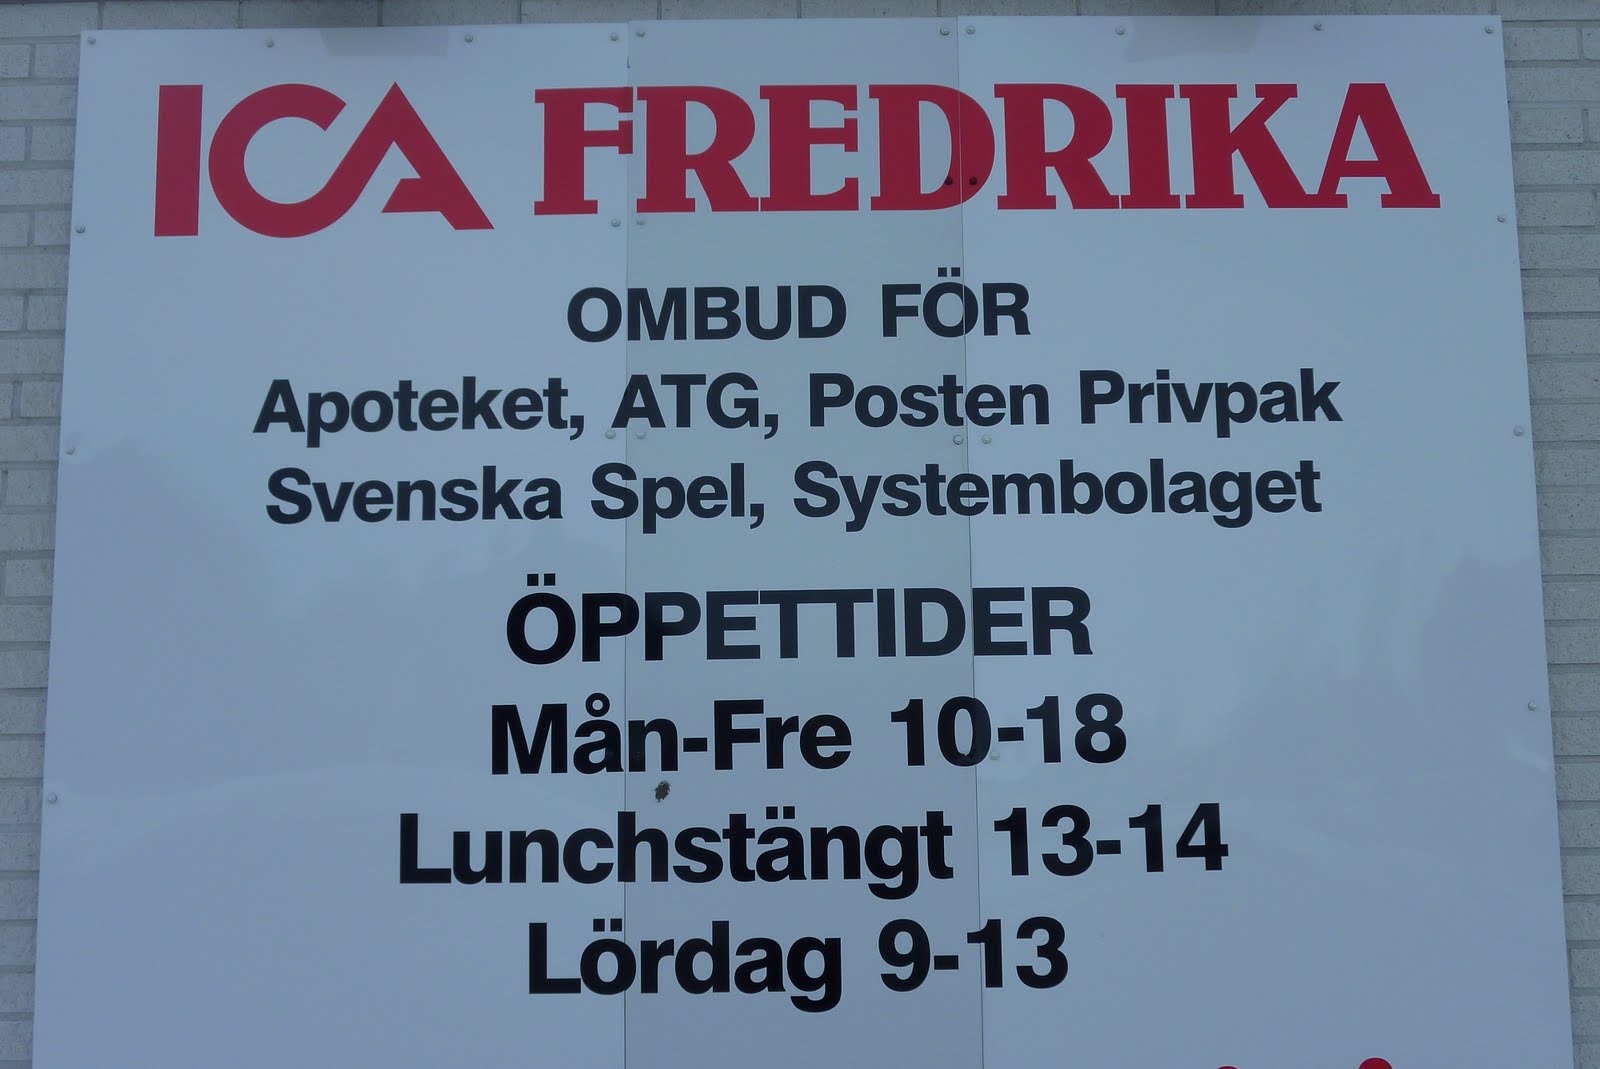 ICA FREDRIKA
OMBUD FÖR
Apoteket, ATG, Posten Privpak
Svenska Spel, Systembolaget
ÖPPETTIDER
Mån-Fre 10-18
Lunchstängt 13-14
Lördag 9-13